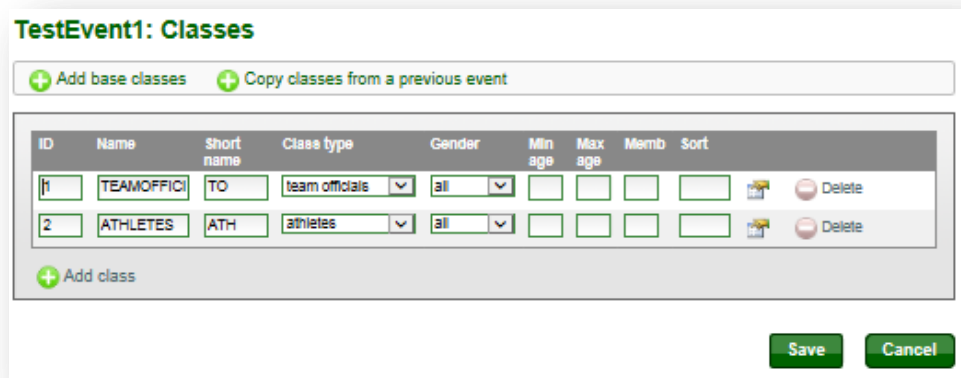 TestEvent1: Classes
Add base classes Copy classes from a previous event
ID Name Short name Class type Gender Min age Max age Memb Sort
1 TEAMOFFICI TO team officials all Delete
2 ATHLETES ATH athletes all Delete
Add class
Save Cancel